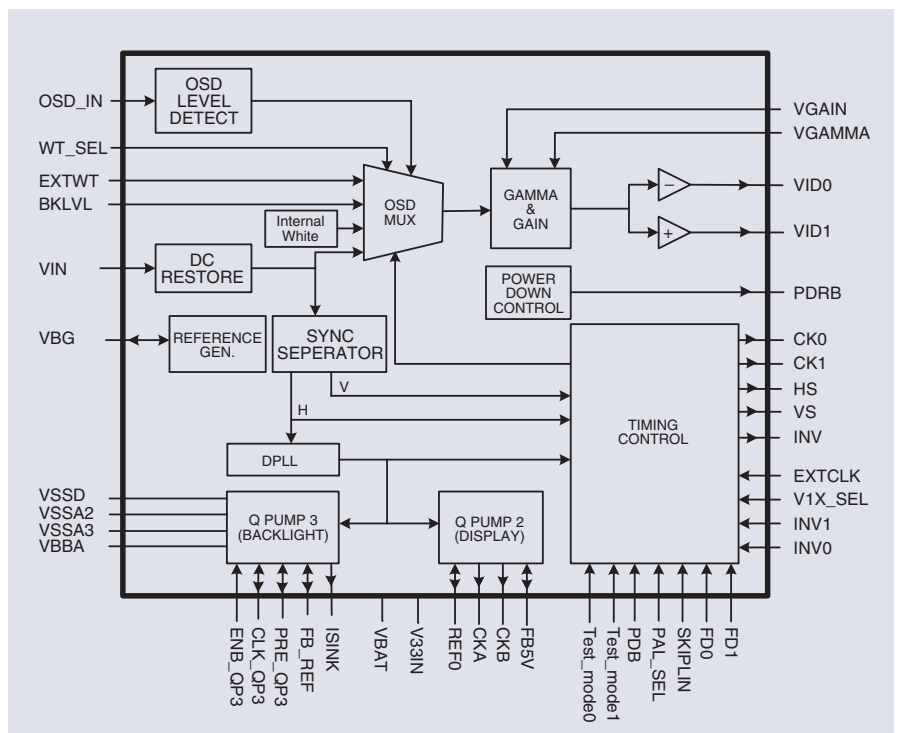 OSD_IN
WT_SEL
EXTWT
BKLVL
VIN
VBG
VSSD
VSSA2
VSSA3
VBBA
OSD
LEVEL
DETECT
Internal
White
DC
RESTORE
REFERENCE
GEN.
SYNC
SEPERATOR
V
H
DPLL
Q PUMP 3
(BACKLIGHT)
Q PUMP 2
(DISPLAY)
OSD
MUX
GAMMA
&
GAIN
−
+
POWER
DOWN
CONTROL
TIMING
CONTROL
VGAIN
VGAMMA
VID0
VID1
PDRB
CK0
CK1
HS
VS
INV
EXTCLK
V1X_SEL
INV1
INV0
ENB_QP3
CLK_QP3
PRE_QP3
FB_REF
ISINK
VBAT
V33IN
REF0
CKA
CKB
FB5V
Test_mode0
Test_mode1
PDB
PAL_SEL
SKIPLIN
FD0
FD1